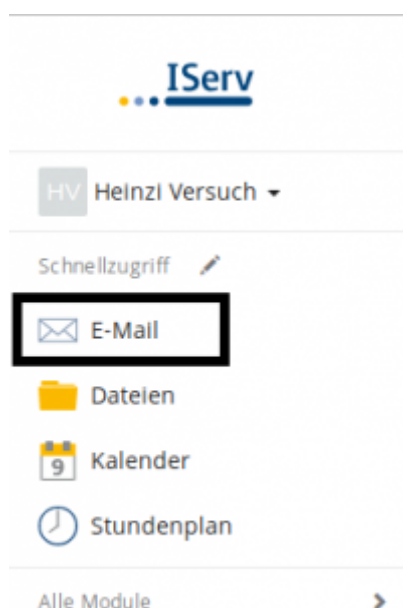 IServ
HV Heinzi Versuch
Schnellzugriff
E-Mail
Dateien
9 Kalender
Stundenplan
Alle Module